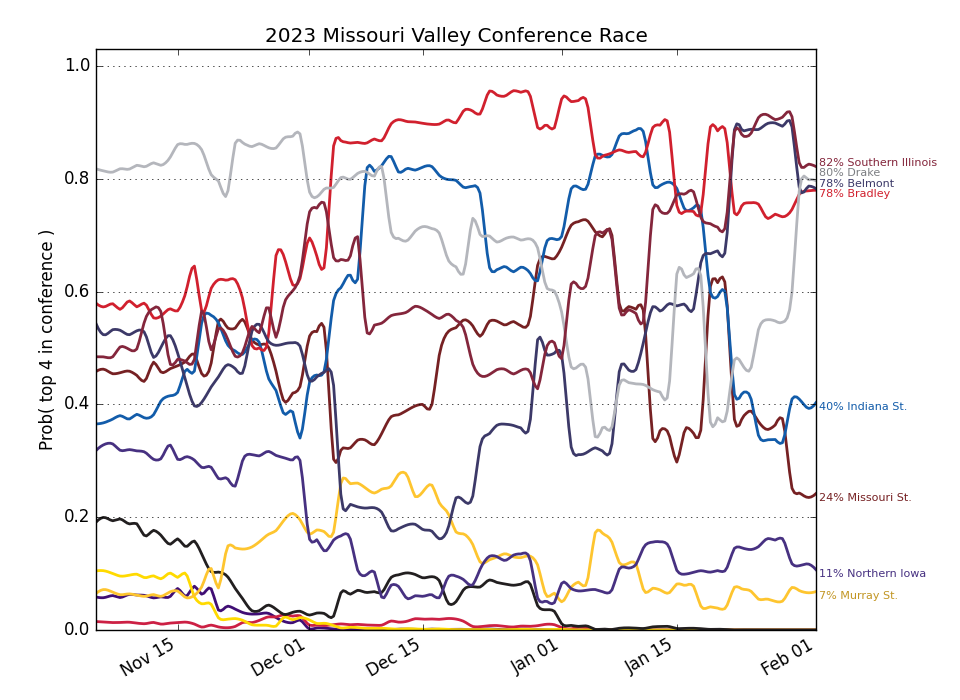 2023 Missouri Valley Conference Race
Prob( top 4 in conference )
1.0
0.8
0.6
0.4
0.2
0.0
Nov 15
Dec 01
Dec 15
Jan 01
Jan 15
Feb 01
82% Southern Illinois
80% Drake
78% Belmont
78% Bradley
40% Indiana St.
24% Missouri St.
11% Northern Iowa
7% Murray St.